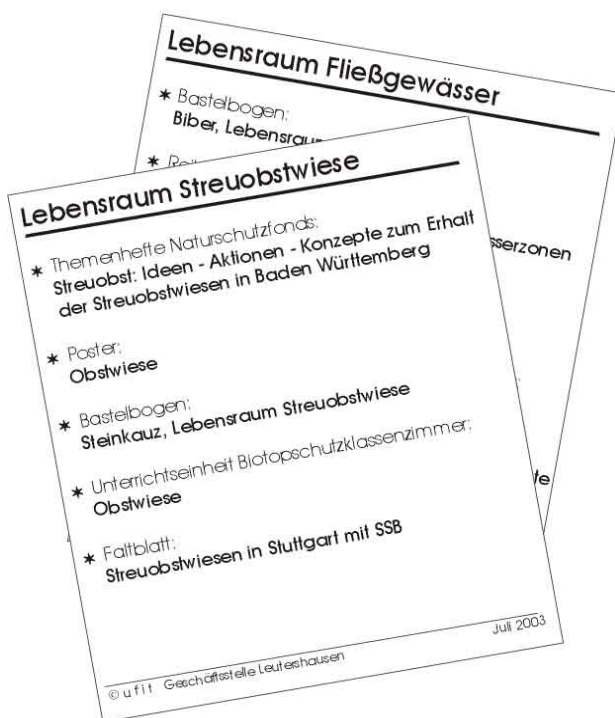 Lebensraum Fließgewässer
✶ Bastelbogen:
Biber,
✶
sserzonen
te
Lebensraum Streuobstwiese
✶ Themenhefte Naturschutzfonds:
Streuobst: Ideen - Aktionen - Konzepte zum Erhalt
der Streuobstwiesen in Baden Württemberg
✶ Poster:
Obstwiese
✶ Bastelbogen:
Steinkauz, Lebensraum Streuobstwiese
✶ Unterrichtseinheit Biotopschutzklassenzimmer:
Obstwiese
✶ Faltblatt:
Streuobstwiesen in Stuttgart mit SSB
© u f i t Geschäftsstelle Leutershausen Juli 2003